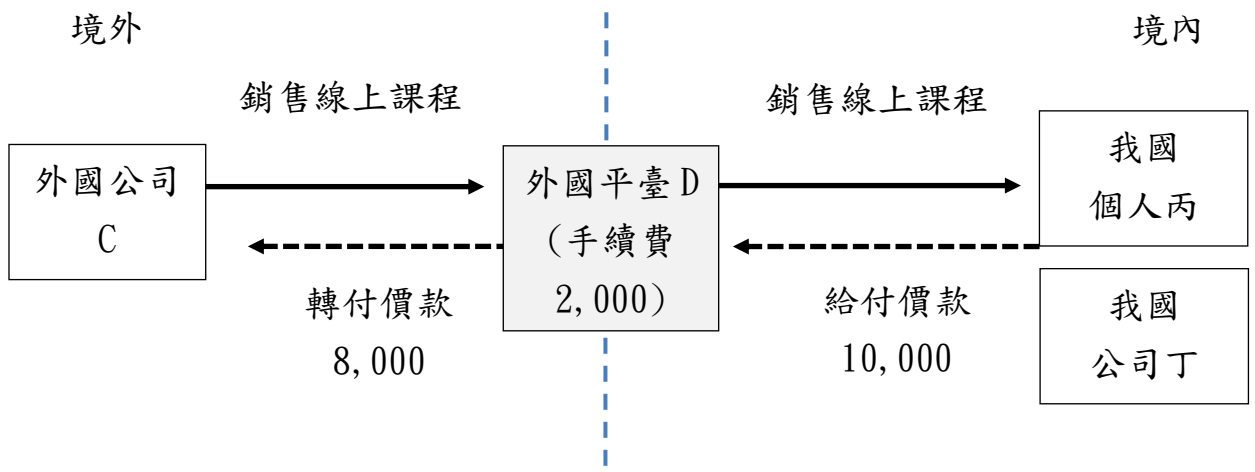 境外
境內
銷售線上課程
銷售線上課程
外國公司
C
外國平臺D
(手續費
2,000)
我國
個人丙
轉付價款
8,000
給付價款
10,000
我國
公司丁